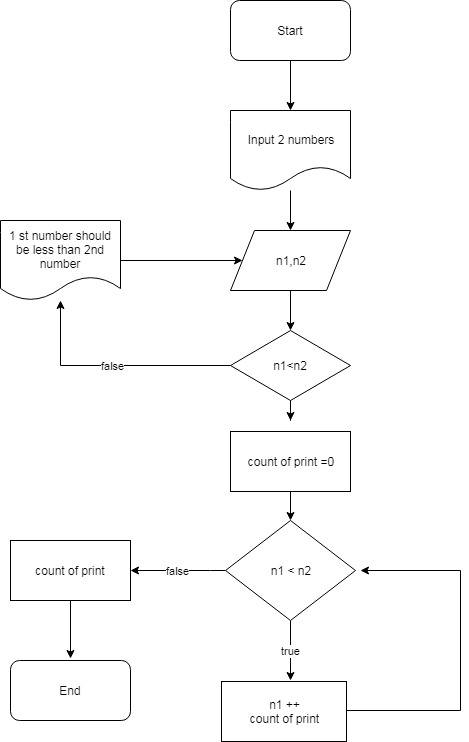 Start
Input 2 numbers
1 st number should
be less than 2nd
number
n1,n2
n1<n2
false
count of print =0
n1 < n2
false
count of print
true
End
n1 ++
count of print